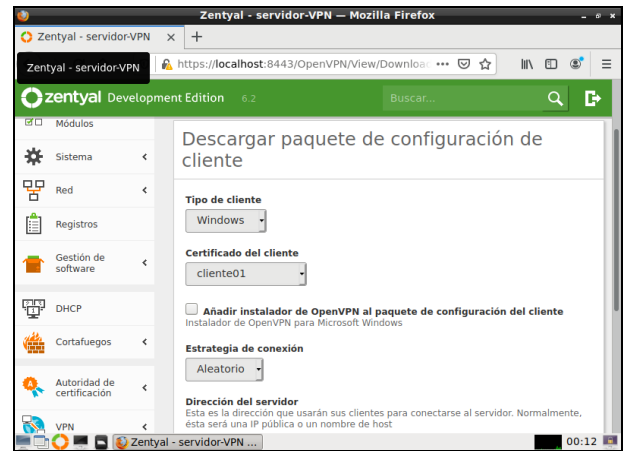 Zentyal - servidor-VPN — Mozilla Firefox
Zentyal - servidor-VPN
Zentyal - servidor-VPN
https://localhost:8443/OpenVPN/View/Downloa
zentyal Development Edition 6.2
Buscar...
Módulos
Sistema
Red
Registros
Gestión de
software
DHCP
Cortafuegos
Autoridad de
certificación
VPN
Descargar paquete de configuración de
cliente
Tipo de cliente
Windows
Certificado del cliente
cliente01
Añadir instalador de OpenVPN al paquete de configuración del cliente
Instalador de OpenVPN para Microsoft Windows
Estrategia de conexión
Aleatorio
Dirección del servidor
Esta es la dirección que usarán sus clientes para conectarse al servidor. Normalmente,
ésta será una IP pública o un nombre de host
Zentyal - servidor-VPN ...
00:12